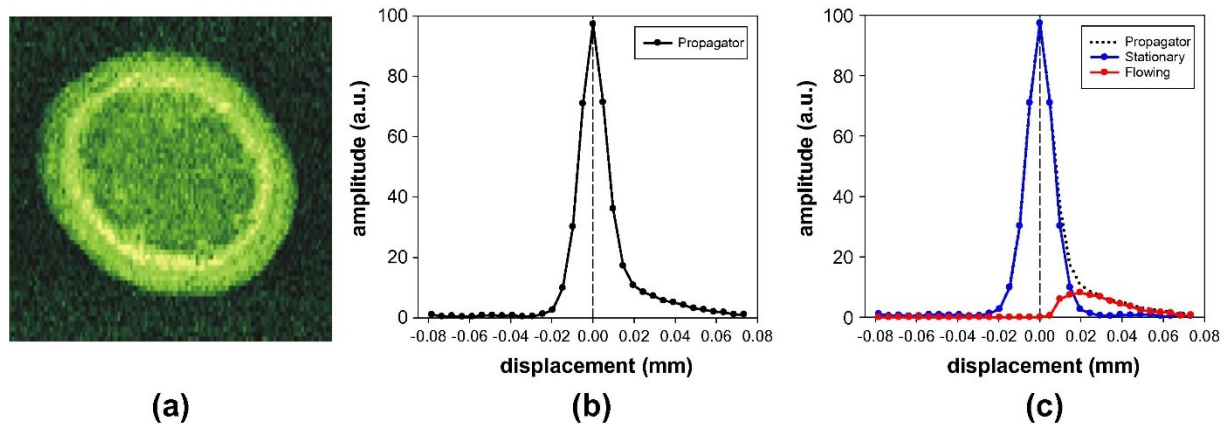 100
80
60
40
20
0
amplitude (a.u.)
-0.08 -0.06 -0.04 -0.02 0.00 0.02 0.04 0.06 0.08
displacement (mm)
Propagator
100
80
60
40
20
0
amplitude (a.u.)
-0.08 -0.06 -0.04 -0.02 0.00 0.02 0.04 0.06 0.08
displacement (mm)
Propagator
Stationary
Flowing
(a)
(b)
(c)